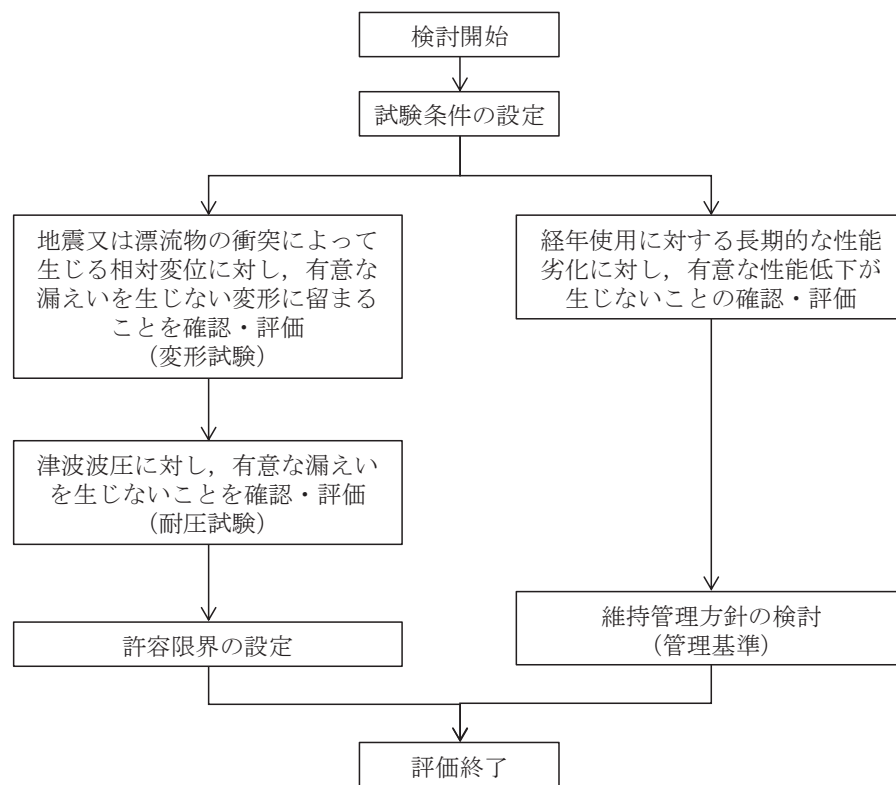 検討開始
試験条件の設定
地震又は漂流物の衝突によって
生じる相対変位に対し，有意な
漏えいを生じない変形に留まる
ことを確認・評価
（変形試験）
津波波圧に対し，有意な漏えい
を生じないことを確認・評価
（耐圧試験）
許容限界の設定
経年使用に対する長期的な性能
劣化に対し，有意な性能低下が
生じないことの確認・評価
維持管理方針の検討
（管理基準）
評価終了